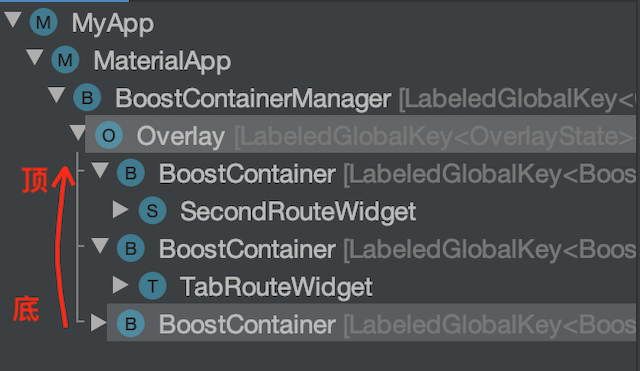 M MyApp
M MaterialApp
B BoostContainerManager [LabeledGlobalKey<
O Overlay [LabeledGlobalKey<OverlayState>
顶 B BoostContainer [LabeledGlobalKey<Boos
S SecondRouteWidget
B BoostContainer [LabeledGlobalKey<Boos
T TabRouteWidget
底 B BoostContainer [LabeledGlobalKey<Boos